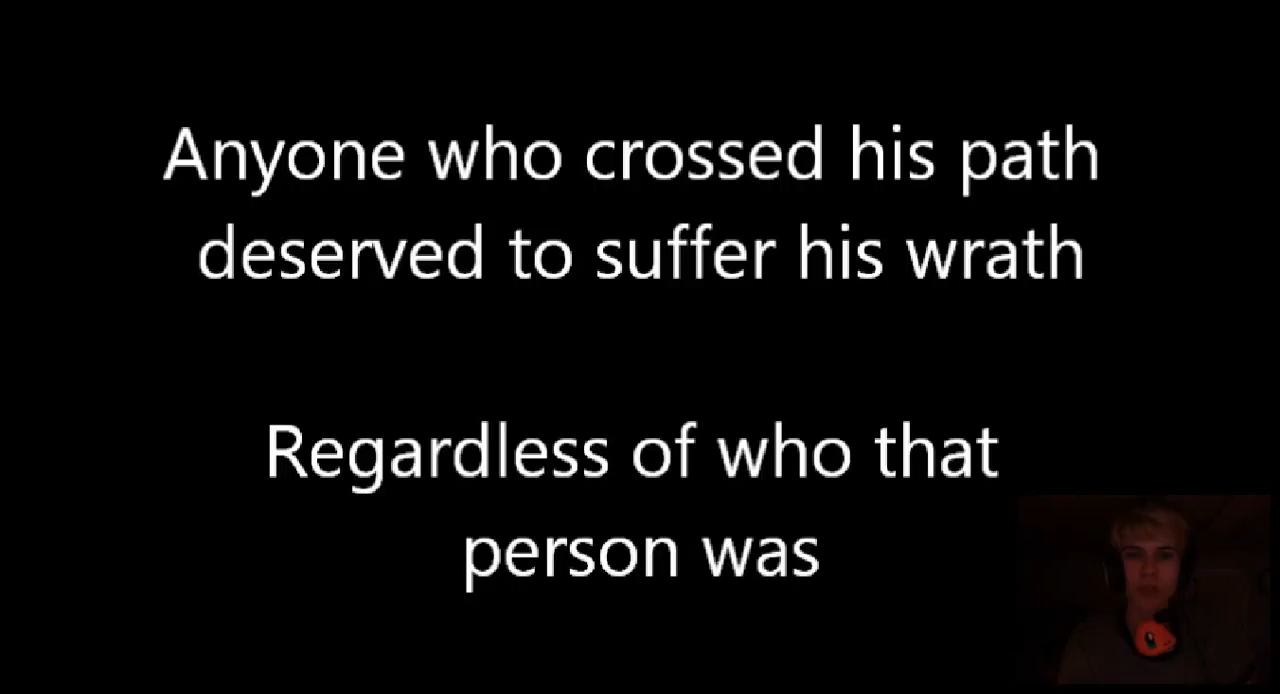 Anyone who crossed his path
deserved to suffer his wrath
Regardless of who that
person was